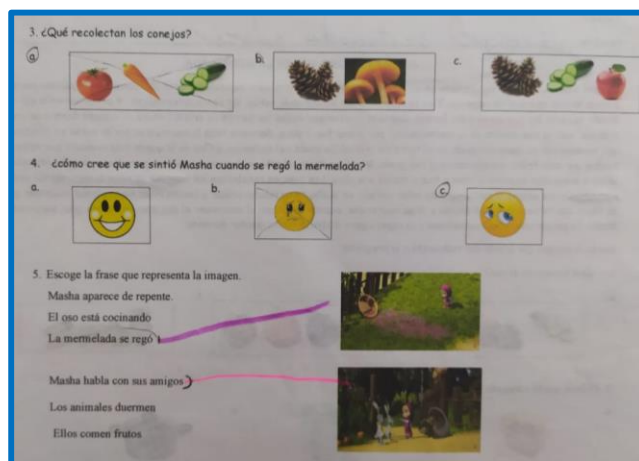 3. ¿Qué recolectan los conejos?
a. b. c.
4. ¿cómo cree que se sintió Masha cuando se regó la mermelada?
a. b. c.
5. Escoge la frase que representa la imagen.
Masha aparece de repente.
El oso está cocinando
La mermelada se regó
Masha habla con sus amigos
Los animales duermen
Ellos comen frutos